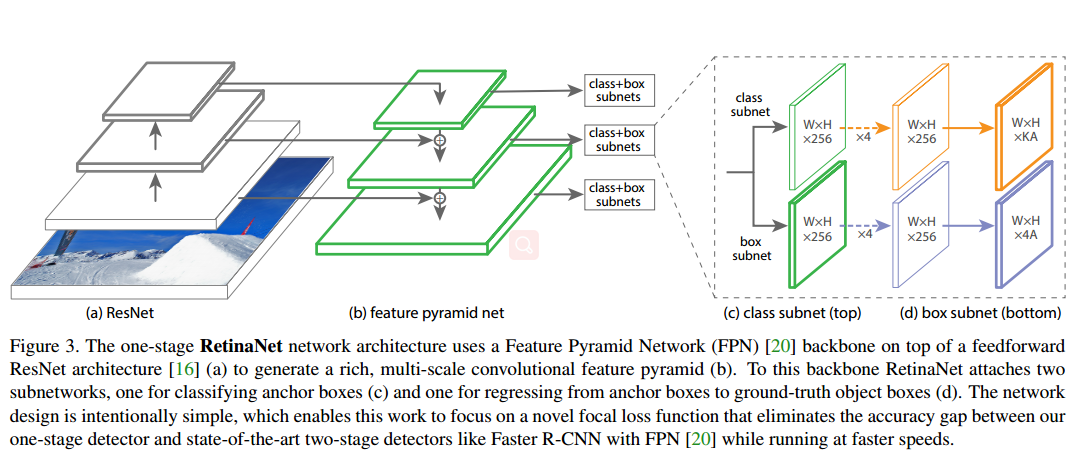 class+box
subnets
class+box
subnets
class+box
subnets
class
subnet
W×H
×256
×4
W×H
×256
W×H
×KA
W×H
×256
×4
W×H
×256
W×H
×4A
box
subnet
(a) ResNet
(b) feature pyramid net
(c) class subnet (top)
(d) box subnet (bottom)
Figure 3. The one-stage RetinaNet network architecture uses a Feature Pyramid Network (FPN) [20] backbone on top of a feedforward
ResNet architecture [16] (a) to generate a rich, multi-scale convolutional feature pyramid (b). To this backbone RetinaNet attaches two
subnetworks, one for classifying anchor boxes (c) and one for regressing from anchor boxes to ground-truth object boxes (d). The network
design is intentionally simple, which enables this work to focus on a novel focal loss function that eliminates the accuracy gap between our
one-stage detector and state-of-the-art two-stage detectors like Faster R-CNN with FPN [20] while running at faster speeds.